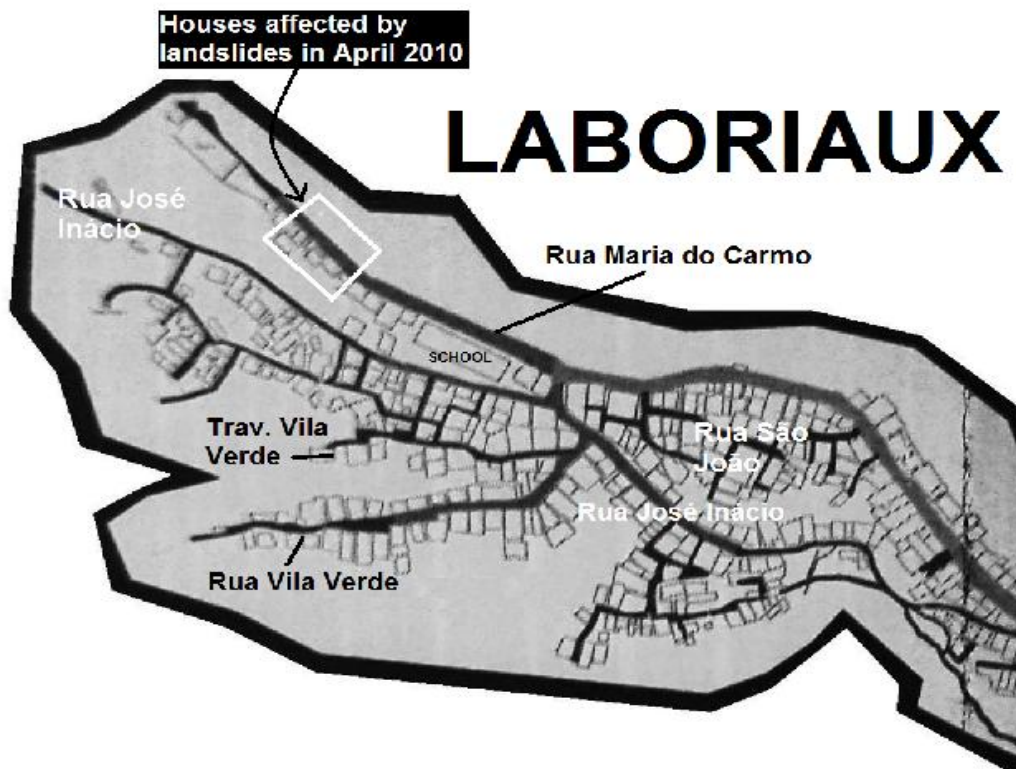 Houses affected by
landslides in April 2010
LABORIAUX
Rua José
Inácio
Rua Maria do Carmo
SCHOOL
Trav. Vila
Verde
Rua São
João
Rua José Inácio
Rua Vila Verde